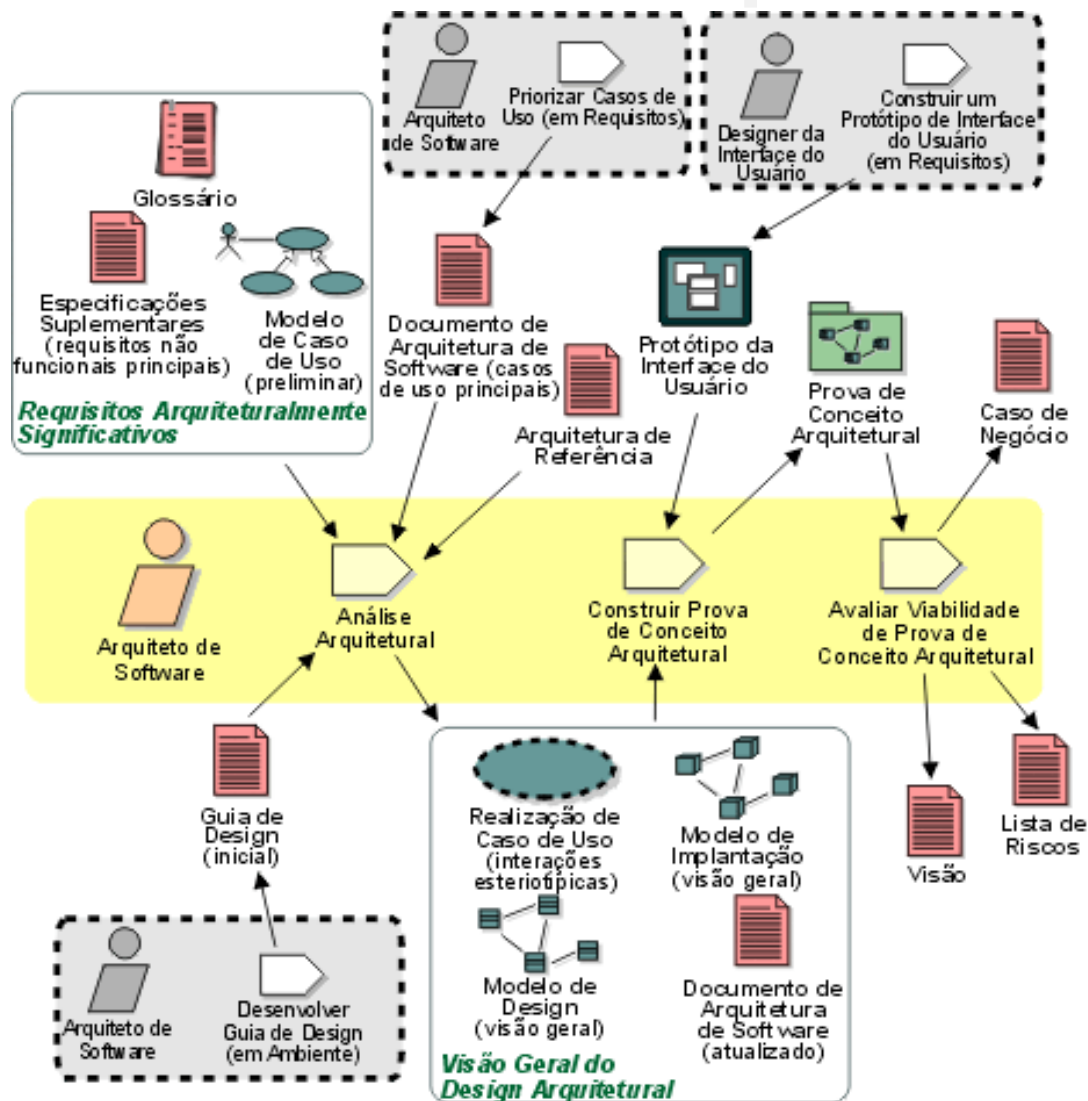 Arquiteto
de Software
Priorizar Casos de
Uso (em Requisitos)
Designer da
Interface do
Usuário
Construir um
Protótipo de Interface
do Usuário
(em Requisitos)
Glossário
Especificações
Suplementares
(requisitos não
funcionais principais)
Modelo
de Caso
de Uso
(preliminar)
Requisitos Arquiteturalmente
Significativos
Documento de
Arquitetura de
Software (casos
de uso principais)
Arquitetura de
Referência
Protótipo da
Interface do
Usuário
Prova de
Conceito
Arquitetural
Caso de
Negócio
Arquiteto de
Software
Análise
Arquitetural
Construir Prova
de Conceito
Arquitetural
Avaliar Viabilidade
de Prova de
Conceito Arquitetural
Guia de
Design
(inicial)
Realização de
Caso de Uso
(interações
esteriotípicas)
Modelo de
Implantação
(visão geral)
Modelo de
Design
(visão geral)
Documento de
Arquitetura
de Software
(atualizado)
Visão Geral do
Design Arquitetural
Visão
Lista de
Riscos
Arquiteto de
Software
Desenvolver
Guia de Design
(em Ambiente)